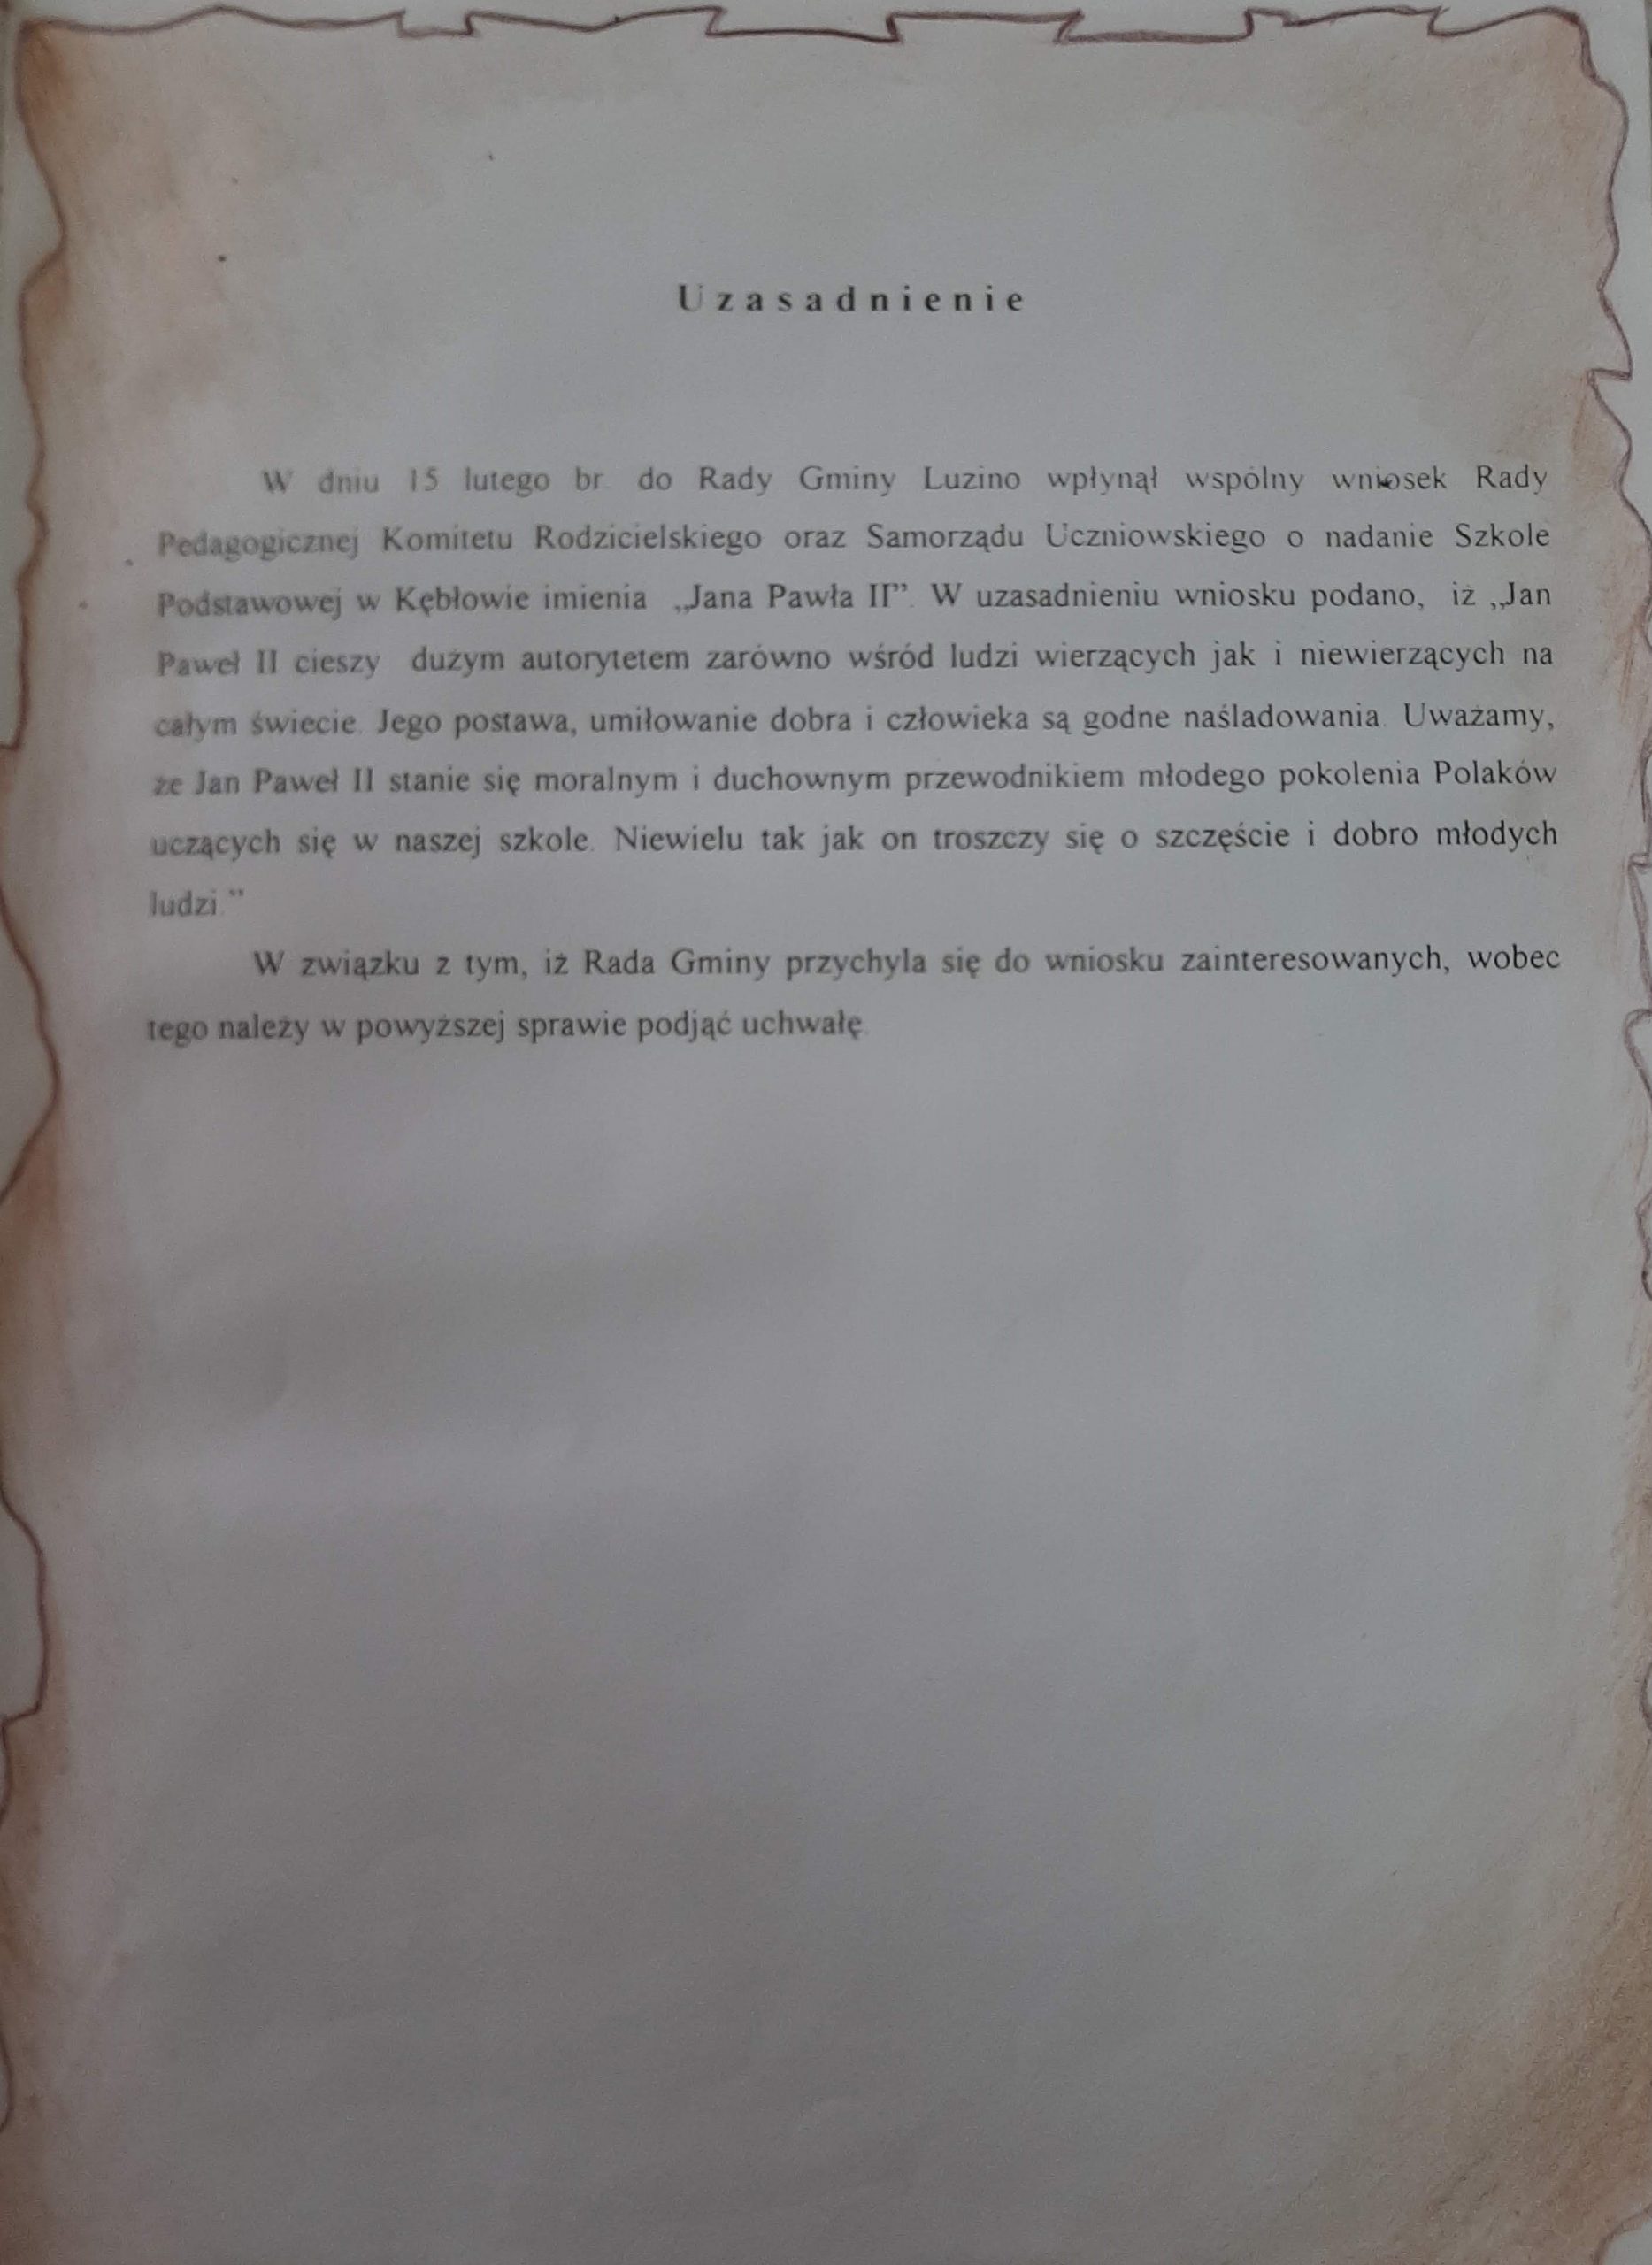 Uzasadnienie
W dniu 15 lutego br. do Rady Gminy Luzino wpłynął wspólny wniosek Rady
Pedagogicznej Komitetu Rodzicielskiego oraz Samorządu Uczniowskiego o nadanie Szkole
Podstawowej w Kębłowie imienia „Jana Pawła II”. W uzasadnieniu wniosku podano, iż „Jan
Paweł II cieszy dużym autorytetem zarówno wśród ludzi wierzących jak i niewierzących na
całym świecie. Jego postawa, umiłowanie dobra i człowieka są godne naśladowania. Uważamy,
że Jan Paweł II stanie się moralnym i duchownym przewodnikiem młodego pokolenia Polaków
uczących się w naszej szkole. Niewielu tak jak on troszczy się o szczęście i dobro młodych
ludzi.”
W związku z tym, iż Rada Gminy przychyla się do wniosku zainteresowanych, wobec
tego należy w powyższej sprawie podjąć uchwałę.